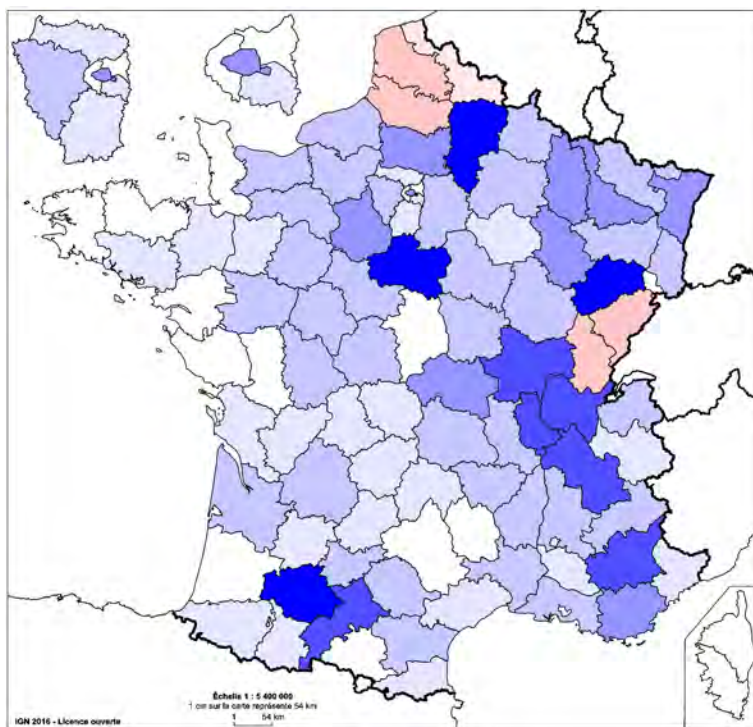 Échelle 1 : 5 400 000
1 cm sur la carte représente 54 km
1 54 km
IGN 2016 - Licence ouverte